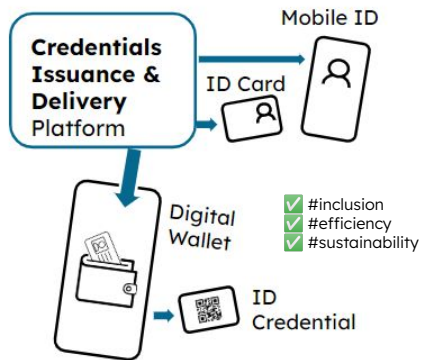 Mobile ID
Credentials
Issuance &
Delivery
Platform
ID Card
Digital
Wallet
✅ #inclusion
✅ #efficiency
✅ #sustainability
ID
Credential